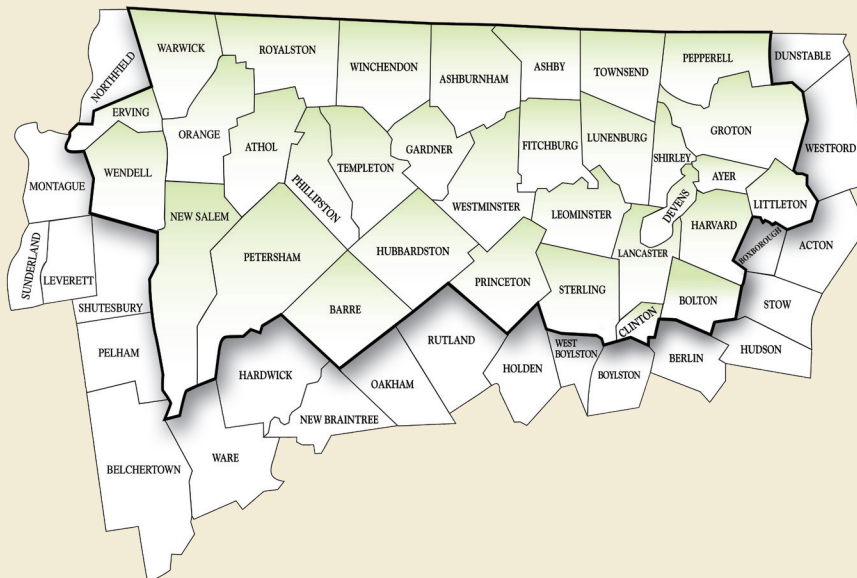 WARWICK
ROYALSTON
WINCHENDON
ASHBURNHAM
ASHBY
TOWNSEND
PEPPERELL
DUNSTABLE
NORTHFIELD
ERVING
ORANGE
ATHOL
PHILLIPSTON
TEMPLETON
GARDNER
WESTMINSTER
FITCHBURG
LUNENBURG
SHIRLEY
GROTON
WESTFORD
MONTAGUE
WENDELL
AYER
LITTLETON
DEVENS
HARVARD
BOXBOROUGH
ACTON
NEW SALEM
PETERSHAM
HUBBARDSTON
LEOMINSTER
LANCASTER
SUNDERLAND
LEVERETT
SHUTESBURY
BARRE
PRINCETON
STERLING
CLINTON
BOLTON
STOW
PELHAM
HARDWICK
RUTLAND
WEST
BOYLSTON
BERLIN
HUDSON
OAKHAM
HOLDEN
BOYLSTON
NEW BRAINTREE
BELCHERTOWN
WARE